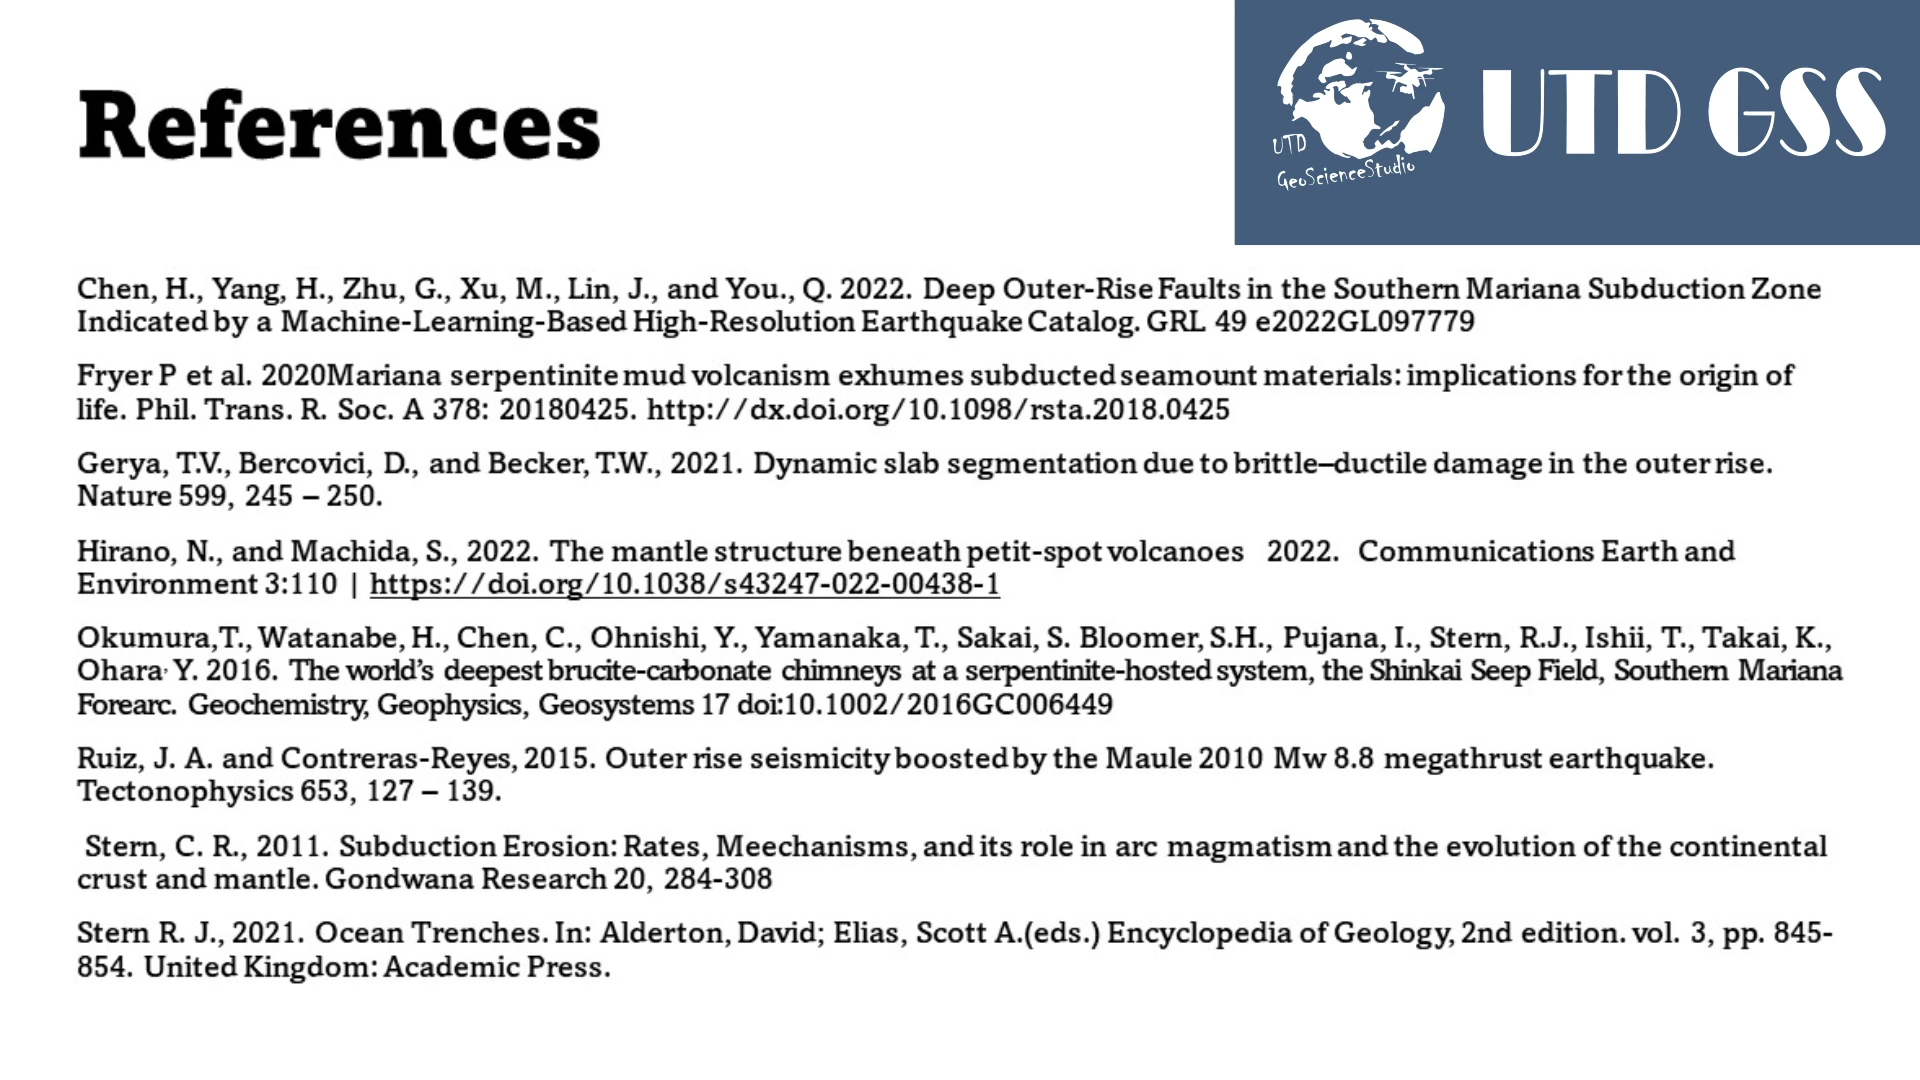 References
UTD
GeoScienceStudio
UTD GSS
Chen, H., Yang, H., Zhu, G., Xu, M., Lin, J., and You., Q. 2022. Deep Outer-Rise Faults in the Southern Mariana Subduction Zone
Indicated by a Machine-Learning-Based High-Resolution Earthquake Catalog. GRL 49 e2022GL097779
Fryer P et al. 2020Mariana serpentinite mud volcanism exhumes subducted seamount materials: implications for the origin of
life. Phil. Trans. R. Soc. A 378: 20180425. http://dx.doi.org/10.1098/rsta.2018.0425
Gerya, T.V., Bercovici, D., and Becker, T.W., 2021. Dynamic slab segmentation due to brittle–ductile damage in the outer rise.
Nature 599, 245 – 250.
Hirano, N., and Machida, S., 2022. The mantle structure beneath petit-spot volcanoes 2022. Communications Earth and
Environment 3:110 | https://doi.org/10.1038/s43247-022-00438-1
Okumura,T., Watanabe, H., Chen, C., Ohnishi, Y., Yamanaka, T., Sakai, S. Bloomer, S.H., Pujana, I., Stern, R.J., Ishii, T., Takai, K.,
Ohara, Y. 2016. The world’s deepest brucite-carbonate chimneys at a serpentinite-hosted system, the Shinkai Seep Field, Southern Mariana
Forearc. Geochemistry, Geophysics, Geosystems 17 doi:10.1002/2016GC006449
Ruiz, J. A. and Contreras-Reyes, 2015. Outer rise seismicity boosted by the Maule 2010 Mw 8.8 megathrust earthquake.
Tectonophysics 653, 127 – 139.
Stern, C. R., 2011. Subduction Erosion: Rates, Meechanisms, and its role in arc magmatism and the evolution of the continental
crust and mantle. Gondwana Research 20, 284-308
Stern R. J., 2021. Ocean Trenches. In: Alderton, David; Elias, Scott A.(eds.) Encyclopedia of Geology, 2nd edition. vol. 3, pp. 845-
854. United Kingdom: Academic Press.